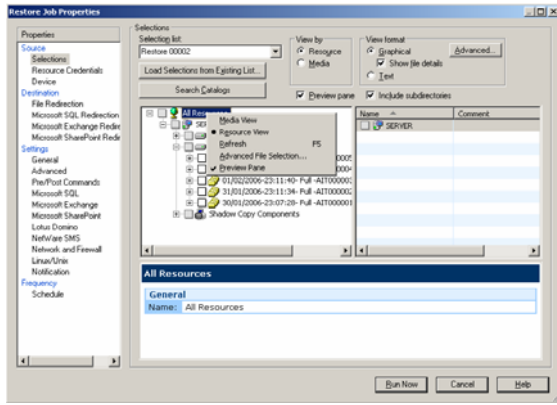 Restore Job Properties
Properties
Source
Selections
Resource Credentials
Device
Destination
File Redirection
Microsoft SQL Redirection
Microsoft Exchange Redire
Microsoft SharePoint Redir
Settings
General
Advanced
Pre/Post Commands
Microsoft SQL
Microsoft Exchange
Microsoft SharePoint
Lotus Domino
NetWare SMS
Network and Firewall
Linux/Unix
Notification
Frequency
Schedule
Selections
Selection list:
Restore 00002
Load Selections from Existing List...
Search Catalogs
View by
Resource
Media
View format
Graphical
Show file details
Text
Advanced...
Preview pane
Include subdirectories
All Res
SE
Media View
Resource View
Refresh F5
Advanced File Selection...
Preview Pane
01/02/2006-23:11:40- Full -AIT00000
31/01/2006-23:11:34- Full -AIT000002
30/01/2006-23:07:28- Full -AIT000001
Shadow Copy Components
Name Comment
SERVER
All Resources
General
Name: All Resources
Run Now Cancel Help